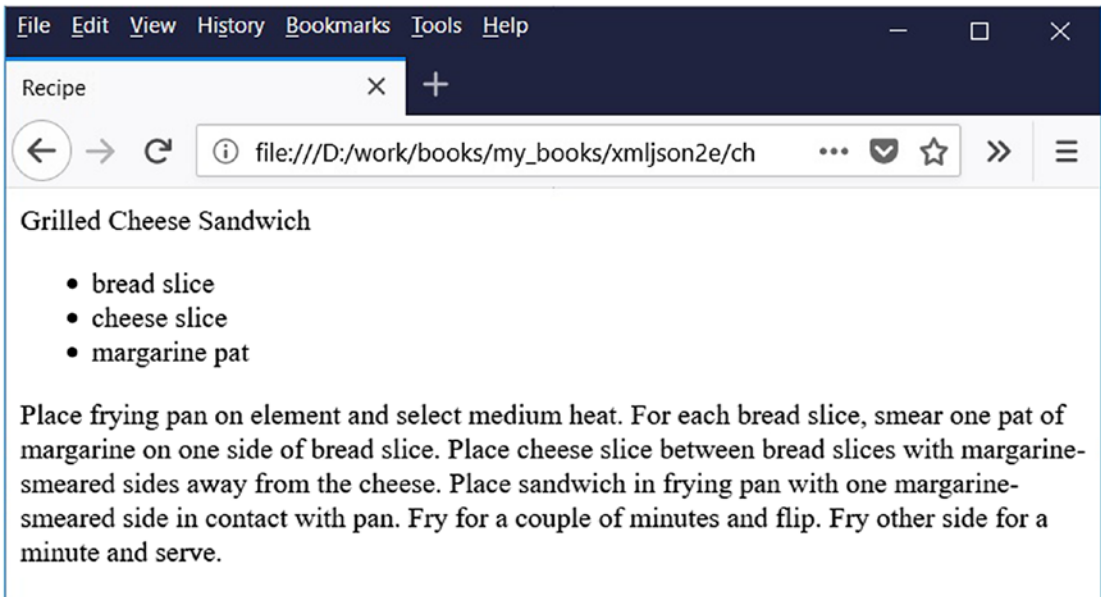 File Edit View History Bookmarks Tools Help
Recipe
file:///D:/work/books/my_books/xmljson2e/ch
Grilled Cheese Sandwich
• bread slice
• cheese slice
• margarine pat
Place frying pan on element and select medium heat. For each bread slice, smear one pat of
margarine on one side of bread slice. Place cheese slice between bread slices with margarine-
smeared sides away from the cheese. Place sandwich in frying pan with one margarine-
smeared side in contact with pan. Fry for a couple of minutes and flip. Fry other side for a
minute and serve.